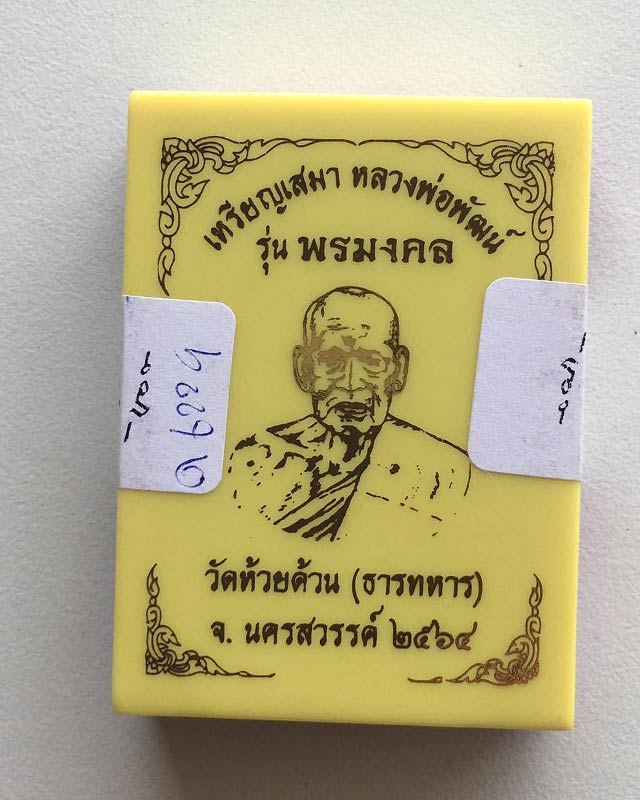 เหรียญเสมา หลวงพ่อพัฒน์
รุ่น พรมงคล
วัดห้วยด้วน (ธารทหาร)
จ. นครสวรรค์ ๒๕๖๔